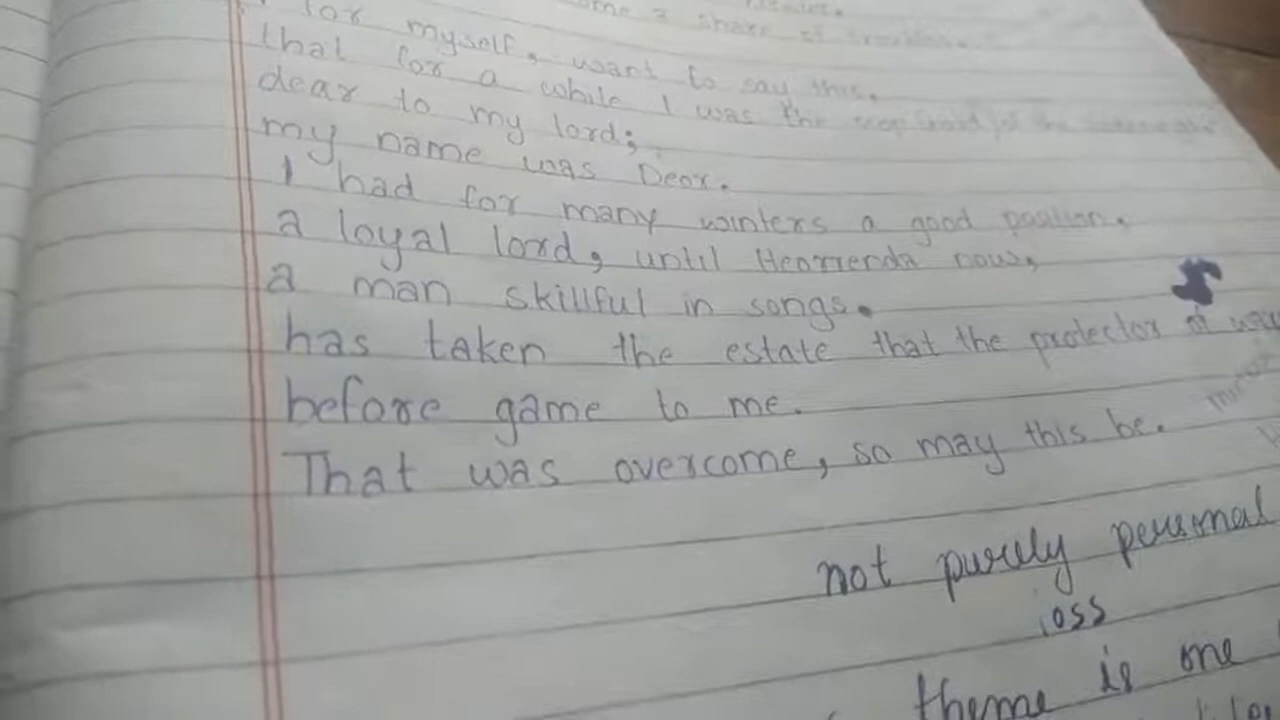 share of
for myself, want to say this.
that for a while I was the
dear to my lord;
my name was Deor.
I had for many winters a good position.
a loyal lord, until Heorrenda now,
a man skillful in songs.
has taken the estate that the protector of
before game to me.
That was overcome, so may this be.
not purely personal
loss
theme is one